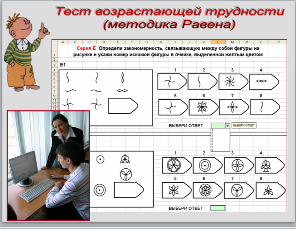 Тест возрастающей трудности
(методика Равена)
Серия Е Определи закономерность, связывающую между собой фигуры на
рисунке и укажи номер искомой фигуры в ячейке, выделенной желтым цветом
Е1
1 2 3 4
5 6 7 8
ВЫБЕРИ ОТВЕТ
1 2 3 4
5 6 7 8
ВЫБЕРИ ОТВЕТ